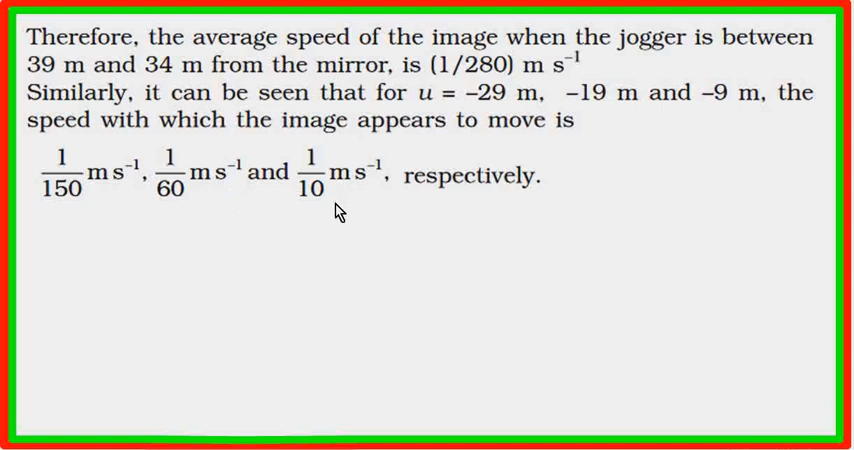 Therefore, the average speed of the image when the jogger is between
39 m and 34 m from the mirror, is (1/280) m s⁻¹
Similarly, it can be seen that for u = –29 m, –19 m and –9 m, the
speed with which the image appears to move is
1/150 m s⁻¹, 1/60 m s⁻¹ and 1/10 m s⁻¹, respectively.